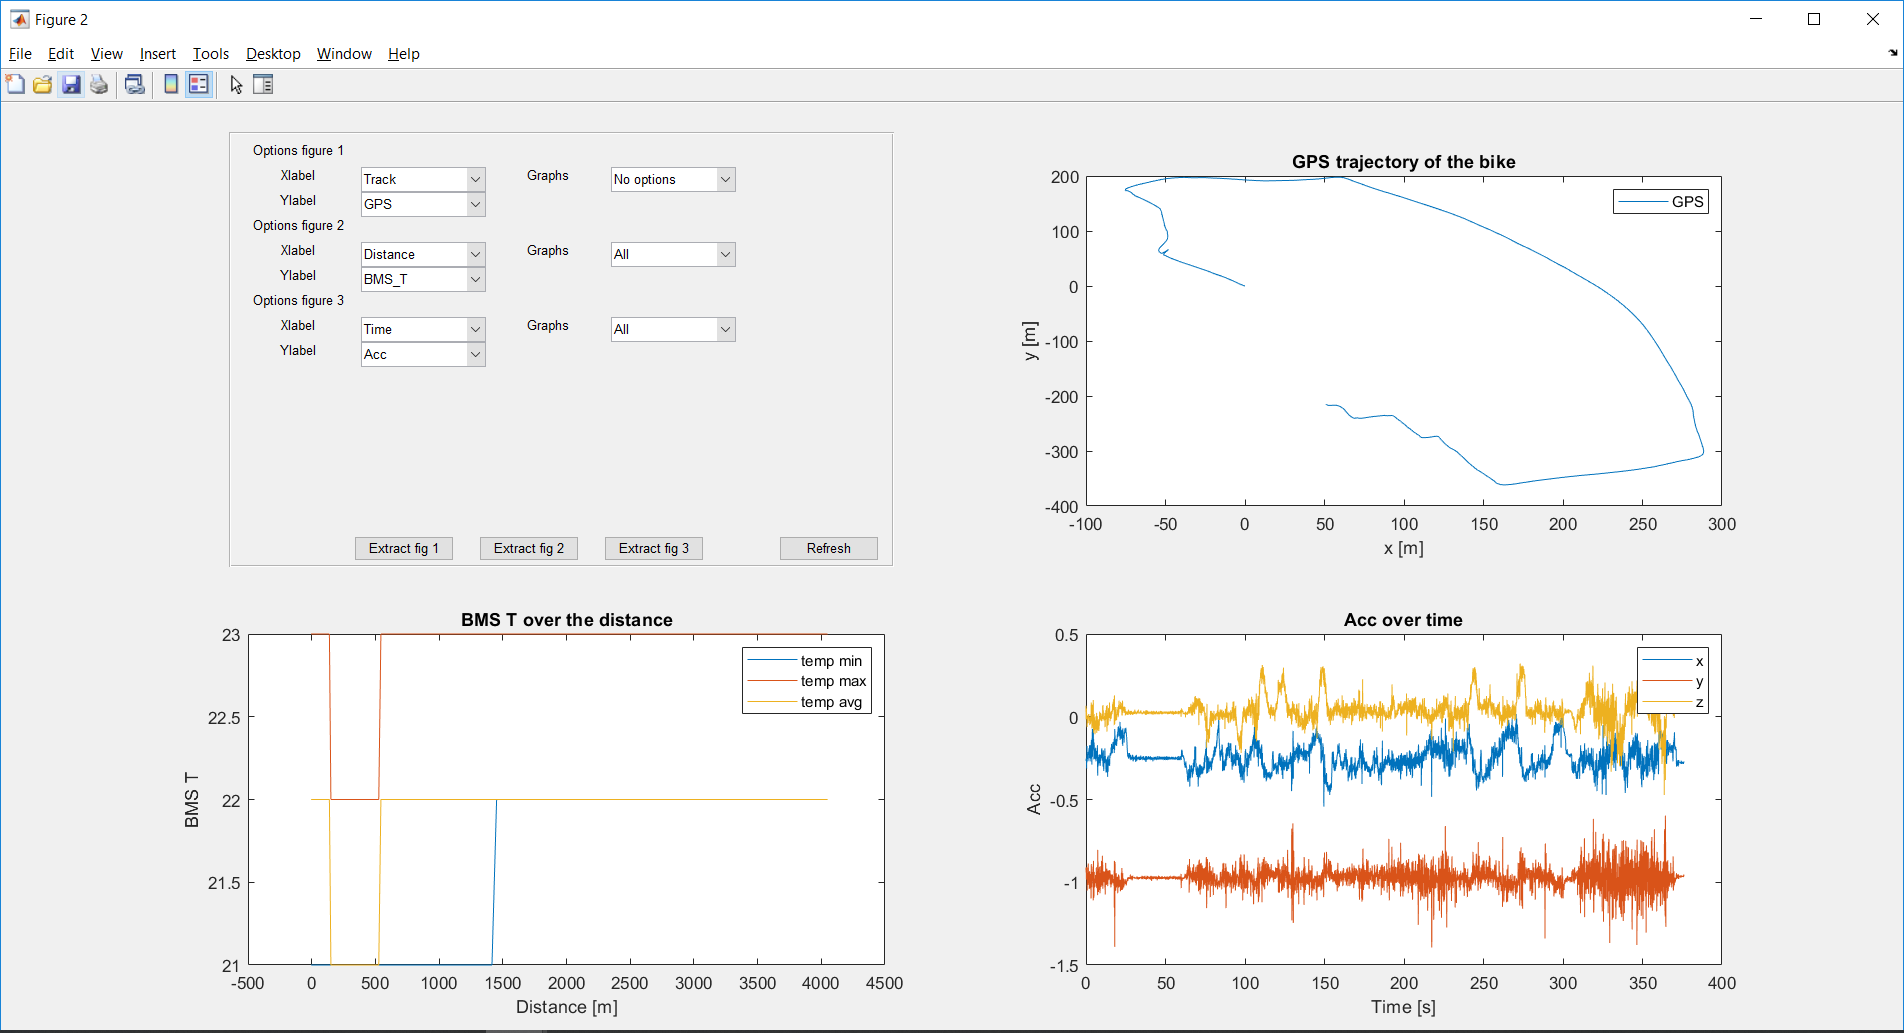 Figure 2
File Edit View Insert Tools Desktop Window Help
Options figure 1
Xlabel Track Graphs No options
Ylabel GPS
Options figure 2
Xlabel Distance Graphs All
Ylabel BMS_T
Options figure 3
Xlabel Time Graphs All
Ylabel Acc
Extract fig 1 Extract fig 2 Extract fig 3 Refresh
GPS trajectory of the bike
GPS
200
100
0
-100
-200
-300
-400
y [m]
-100 -50 0 50 100 150 200 250 300
x [m]
BMS T over the distance
temp min
temp max
temp avg
23
22.5
22
21.5
21
BMS T
-500 0 500 1000 1500 2000 2500 3000 3500 4000 4500
Distance [m]
Acc over time
x
y
z
0.5
0
-0.5
-1
-1.5
Acc
0 50 100 150 200 250 300 350 400
Time [s]